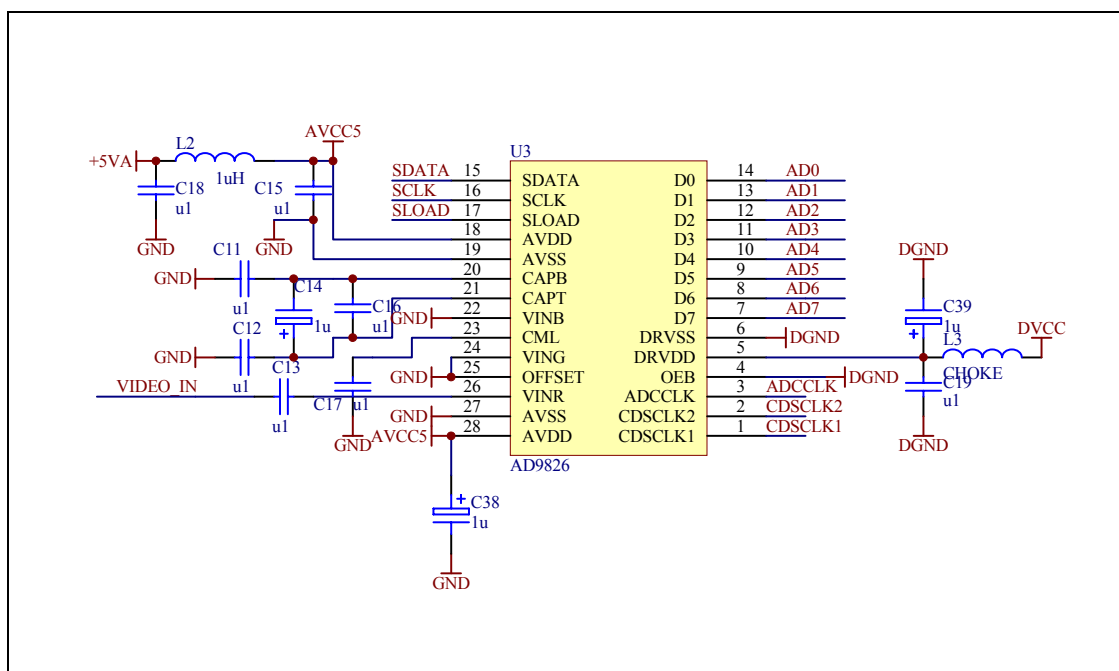 L2
AVCC5
+5VA
1uH
C18
u1
C15
u1
GND
GND
C11
GND
u1
C14
1u
+
C16
u1
C12
GND
u1
C13
VIDEO_IN
u1
C17
u1
GND
GND
GND
GND
AVCC5
+
C38
1u
GND
U3
SDATA 15 SDATA
SCLK 16 SCLK
SLOAD 17 SLOAD
18 AVDD
19 AVSS
20 CAPB
21 CAPT
22 VINB
23 CML
24 VING
25 OFFSET
26 VINR
27 AVSS
28 AVDD
D0 14 AD0
D1 13 AD1
D2 12 AD2
D3 11 AD3
D4 10 AD4
D5 9 AD5
D6 8 AD6
D7 7 AD7
DRVSS 6 DGND
DRVDD 5
OEB 4 DGND
ADCCLK 3 ADCCLK
CDSCLK2 2 CDSCLK2
CDSCLK1 1 CDSCLK1
AD9826
DGND
C39
1u
+
L3
DVCC
CHOKE
C19
u1
DGND